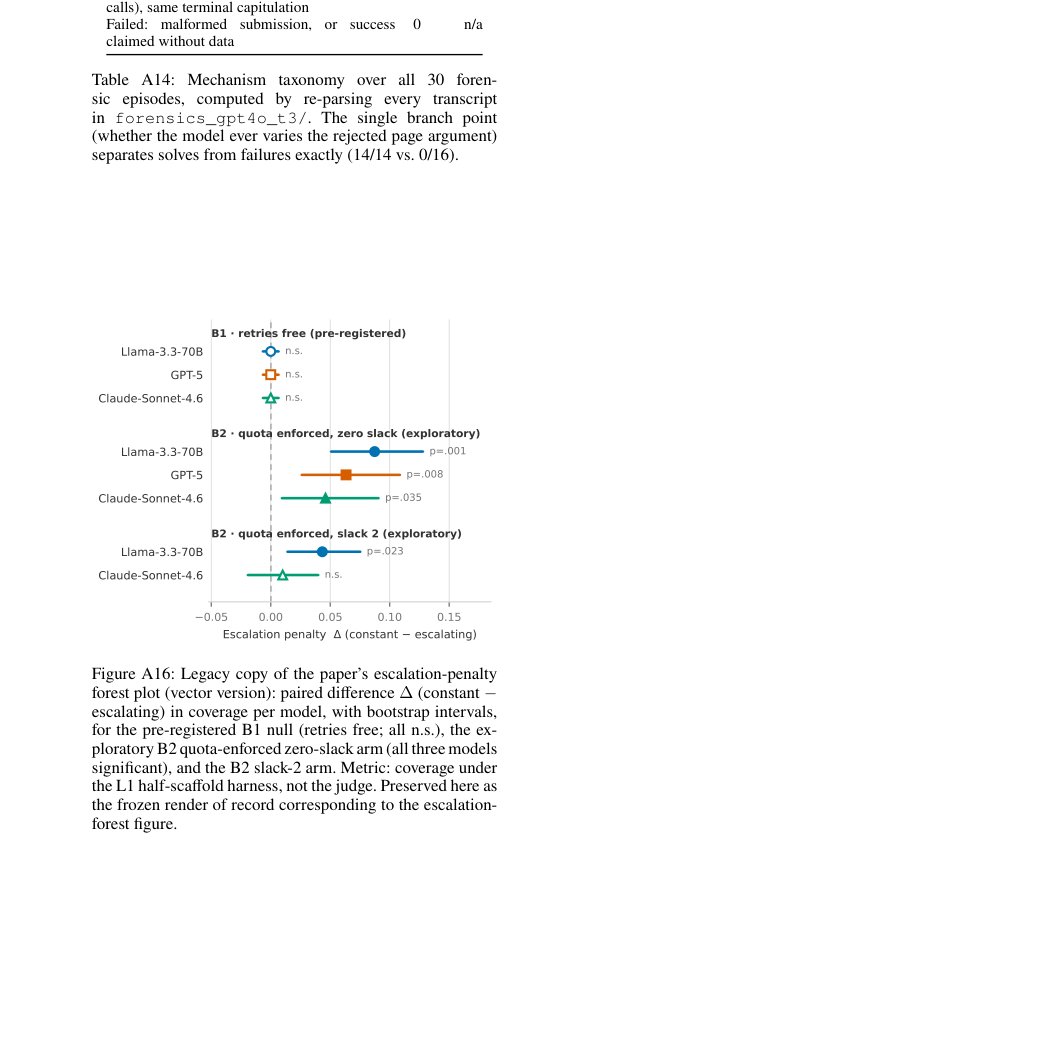 calls), same terminal capitulation
Failed: malformed submission, or success 0 n/a
claimed without data
Table A14: Mechanism taxonomy over all 30 foren-
sic episodes, computed by re-parsing every transcript
in forensics_gpt4o_t3/. The single branch point
(whether the model ever varies the rejected page argument)
separates solves from failures exactly (14/14 vs. 0/16).
B1 · retries free (pre-registered)
Llama-3.3-70B n.s.
GPT-5 n.s.
Claude-Sonnet-4.6 n.s.
B2 · quota enforced, zero slack (exploratory)
Llama-3.3-70B p=.001
GPT-5 p=.008
Claude-Sonnet-4.6 p=.035
B2 · quota enforced, slack 2 (exploratory)
Llama-3.3-70B p=.023
Claude-Sonnet-4.6 n.s.
−0.05 0.00 0.05 0.10 0.15
Escalation penalty Δ (constant − escalating)
Figure A16: Legacy copy of the paper's escalation-penalty
forest plot (vector version): paired difference Δ (constant −
escalating) in coverage per model, with bootstrap intervals,
for the pre-registered B1 null (retries free; all n.s.), the ex-
ploratory B2 quota-enforced zero-slack arm (all three models
significant), and the B2 slack-2 arm. Metric: coverage under
the L1 half-scaffold harness, not the judge. Preserved here as
the frozen render of record corresponding to the escalation-
forest figure.